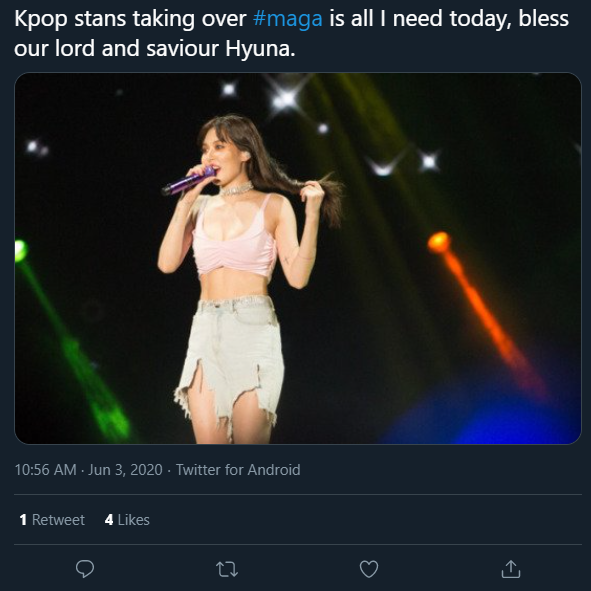 Kpop stans taking over #maga is all I need today, bless
our lord and saviour Hyuna.
10:56 AM · Jun 3, 2020 · Twitter for Android
1 Retweet 4 Likes